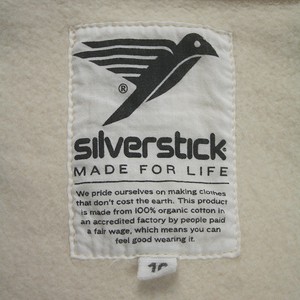 ®
silverstick®
MADE FOR LIFE
We pride ourselves on making clothes
that don't cost the earth. This product
is made from 100% organic cotton in
an accredited factory by people paid
a fair wage, which means you can
feel good wearing it.